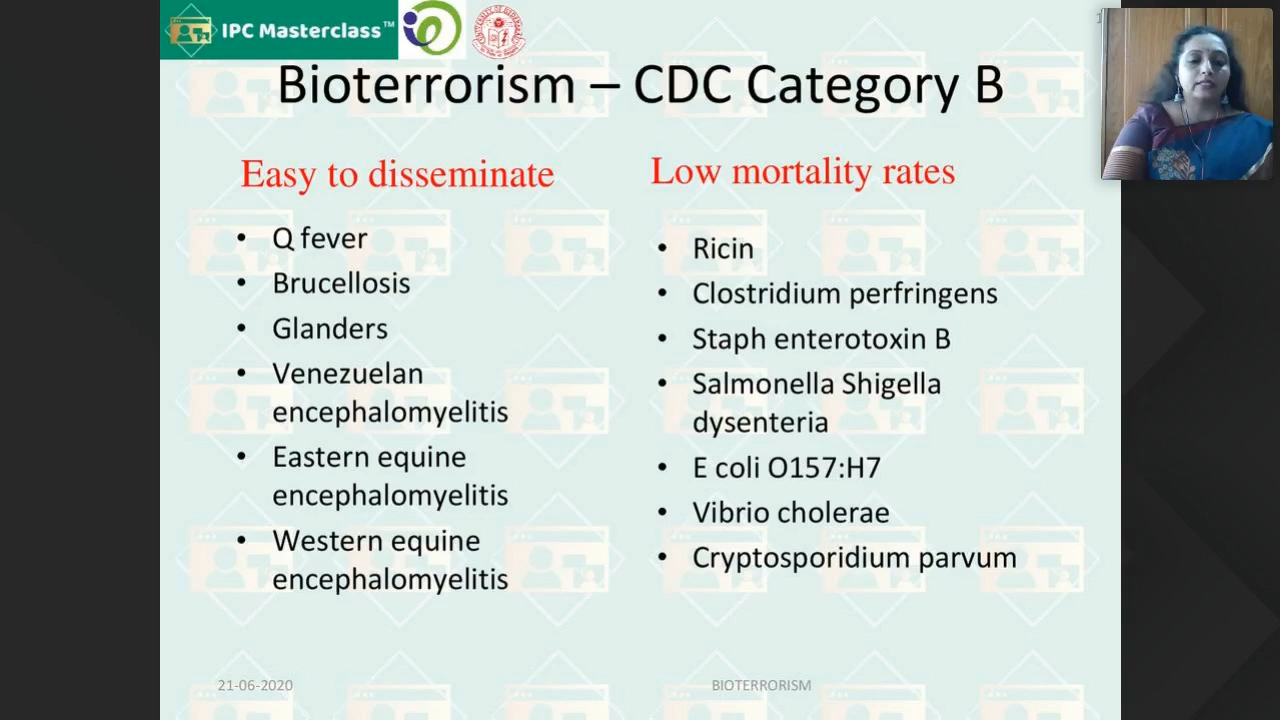 IPC Masterclass™
Bioterrorism – CDC Category B
Easy to disseminate
• Q fever
• Brucellosis
• Glanders
• Venezuelan
encephalomyelitis
• Eastern equine
encephalomyelitis
• Western equine
encephalomyelitis
Low mortality rates
• Ricin
• Clostridium perfringens
• Staph enterotoxin B
• Salmonella Shigella
dysenteria
• E coli O157:H7
• Vibrio cholerae
• Cryptosporidium parvum
21-06-2020
BIOTERRORISM